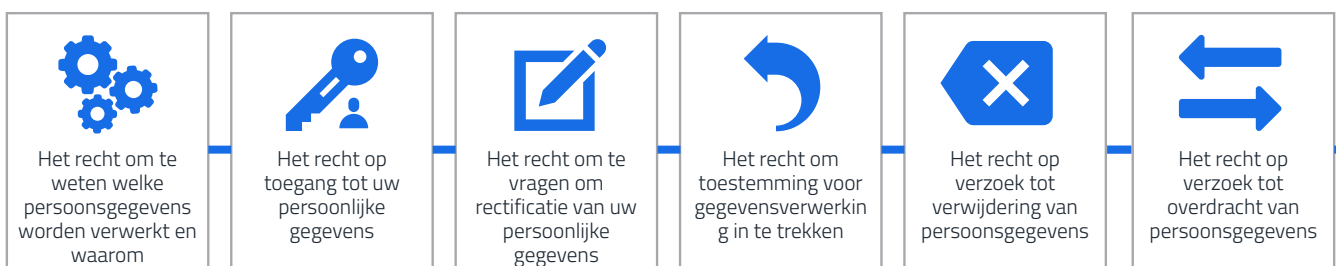 Het recht om te
weten welke
persoonsgegevens
worden verwerkt en
waarom
Het recht op
toegang tot uw
persoonlijke
gegevens
Het recht om te
vragen om
rectificatie van uw
persoonlijke
gegevens
Het recht om
toestemming voor
gegevensverwerkin
g in te trekken
Het recht op
verzoek tot
verwijdering van
persoonsgegevens
Het recht op
verzoek tot
overdracht van
persoonsgegevens